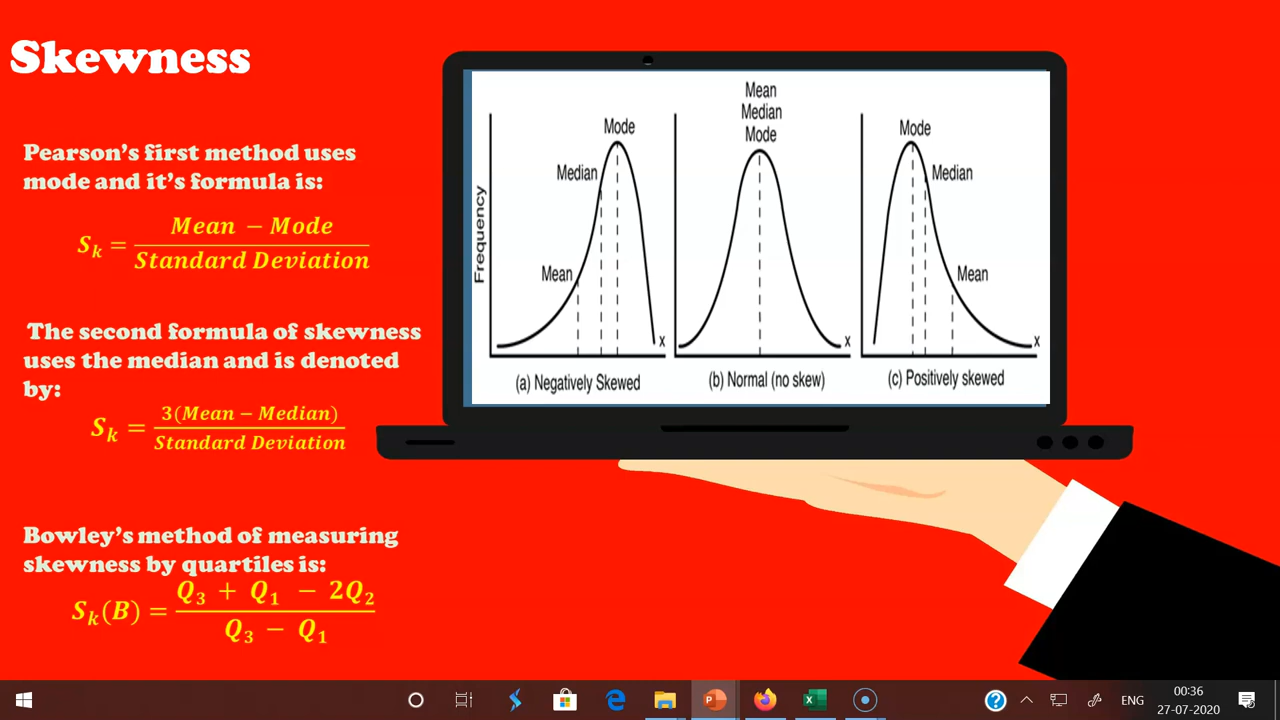 Skewness
Pearson's first method uses
mode and it's formula is:
S_k = (Mean − Mode) / (Standard Deviation)
The second formula of skewness
uses the median and is denoted
by:
S_k = 3(Mean − Median) / (Standard Deviation)
Bowley's method of measuring
skewness by quartiles is:
S_k(B) = (Q_3 + Q_1 − 2Q_2) / (Q_3 − Q_1)
Frequency
Mode
Median
Mean
x
(a) Negatively Skewed
Mean
Median
Mode
x
(b) Normal (no skew)
Mode
Median
Mean
x
(c) Positively skewed
ENG
00:36
27-07-2020